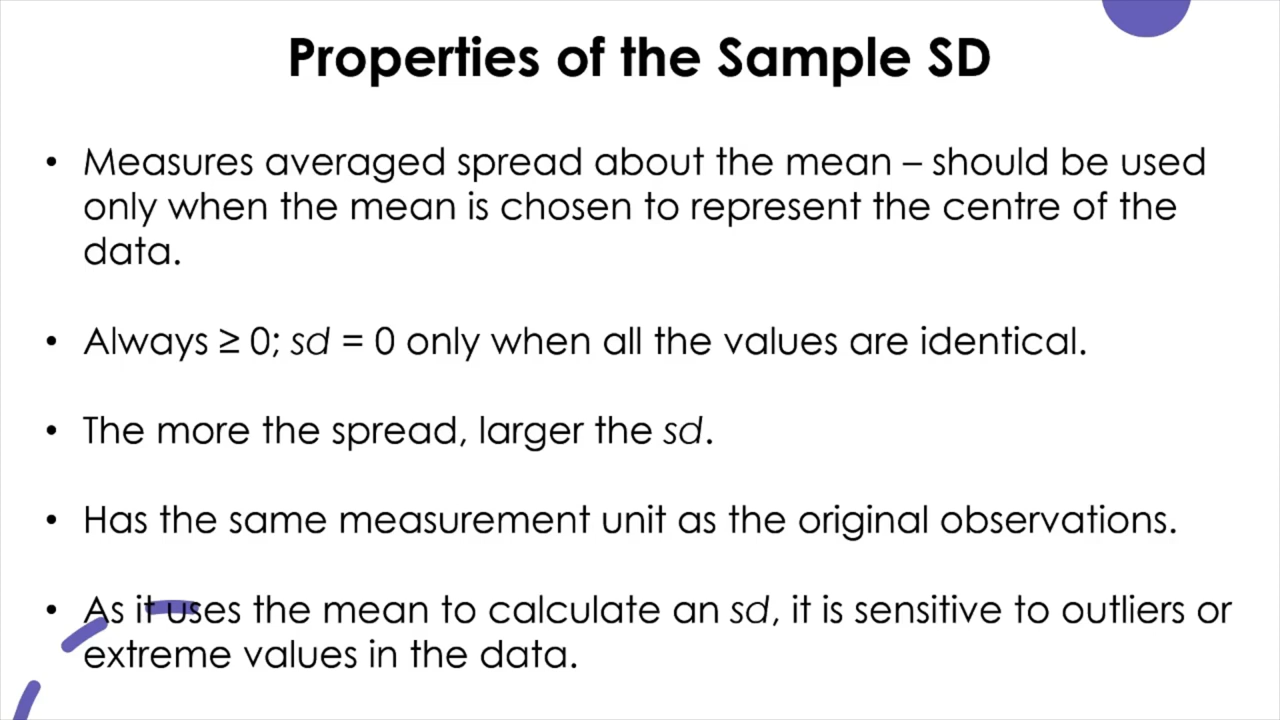 Properties of the Sample SD
• Measures averaged spread about the mean – should be used
only when the mean is chosen to represent the centre of the
data.
• Always ≥ 0; sd = 0 only when all the values are identical.
• The more the spread, larger the sd.
• Has the same measurement unit as the original observations.
• As it uses the mean to calculate an sd, it is sensitive to outliers or
extreme values in the data.